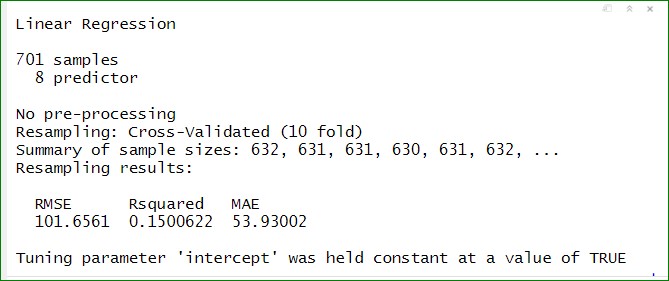 Linear Regression
701 samples
8 predictor
No pre-processing
Resampling: Cross-Validated (10 fold)
Summary of sample sizes: 632, 631, 631, 630, 631, 632, ...
Resampling results:
RMSE Rsquared MAE
101.6561 0.1500622 53.93002
Tuning parameter 'intercept' was held constant at a value of TRUE